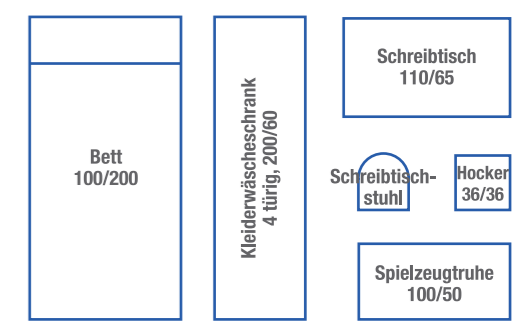 Bett
100/200
Kleiderwäscheschrank
4 türig, 200/60
Schreibtisch
110/65
Schreibtisch-
stuhl
Hocker
36/36
Spielzeugtruhe
100/50